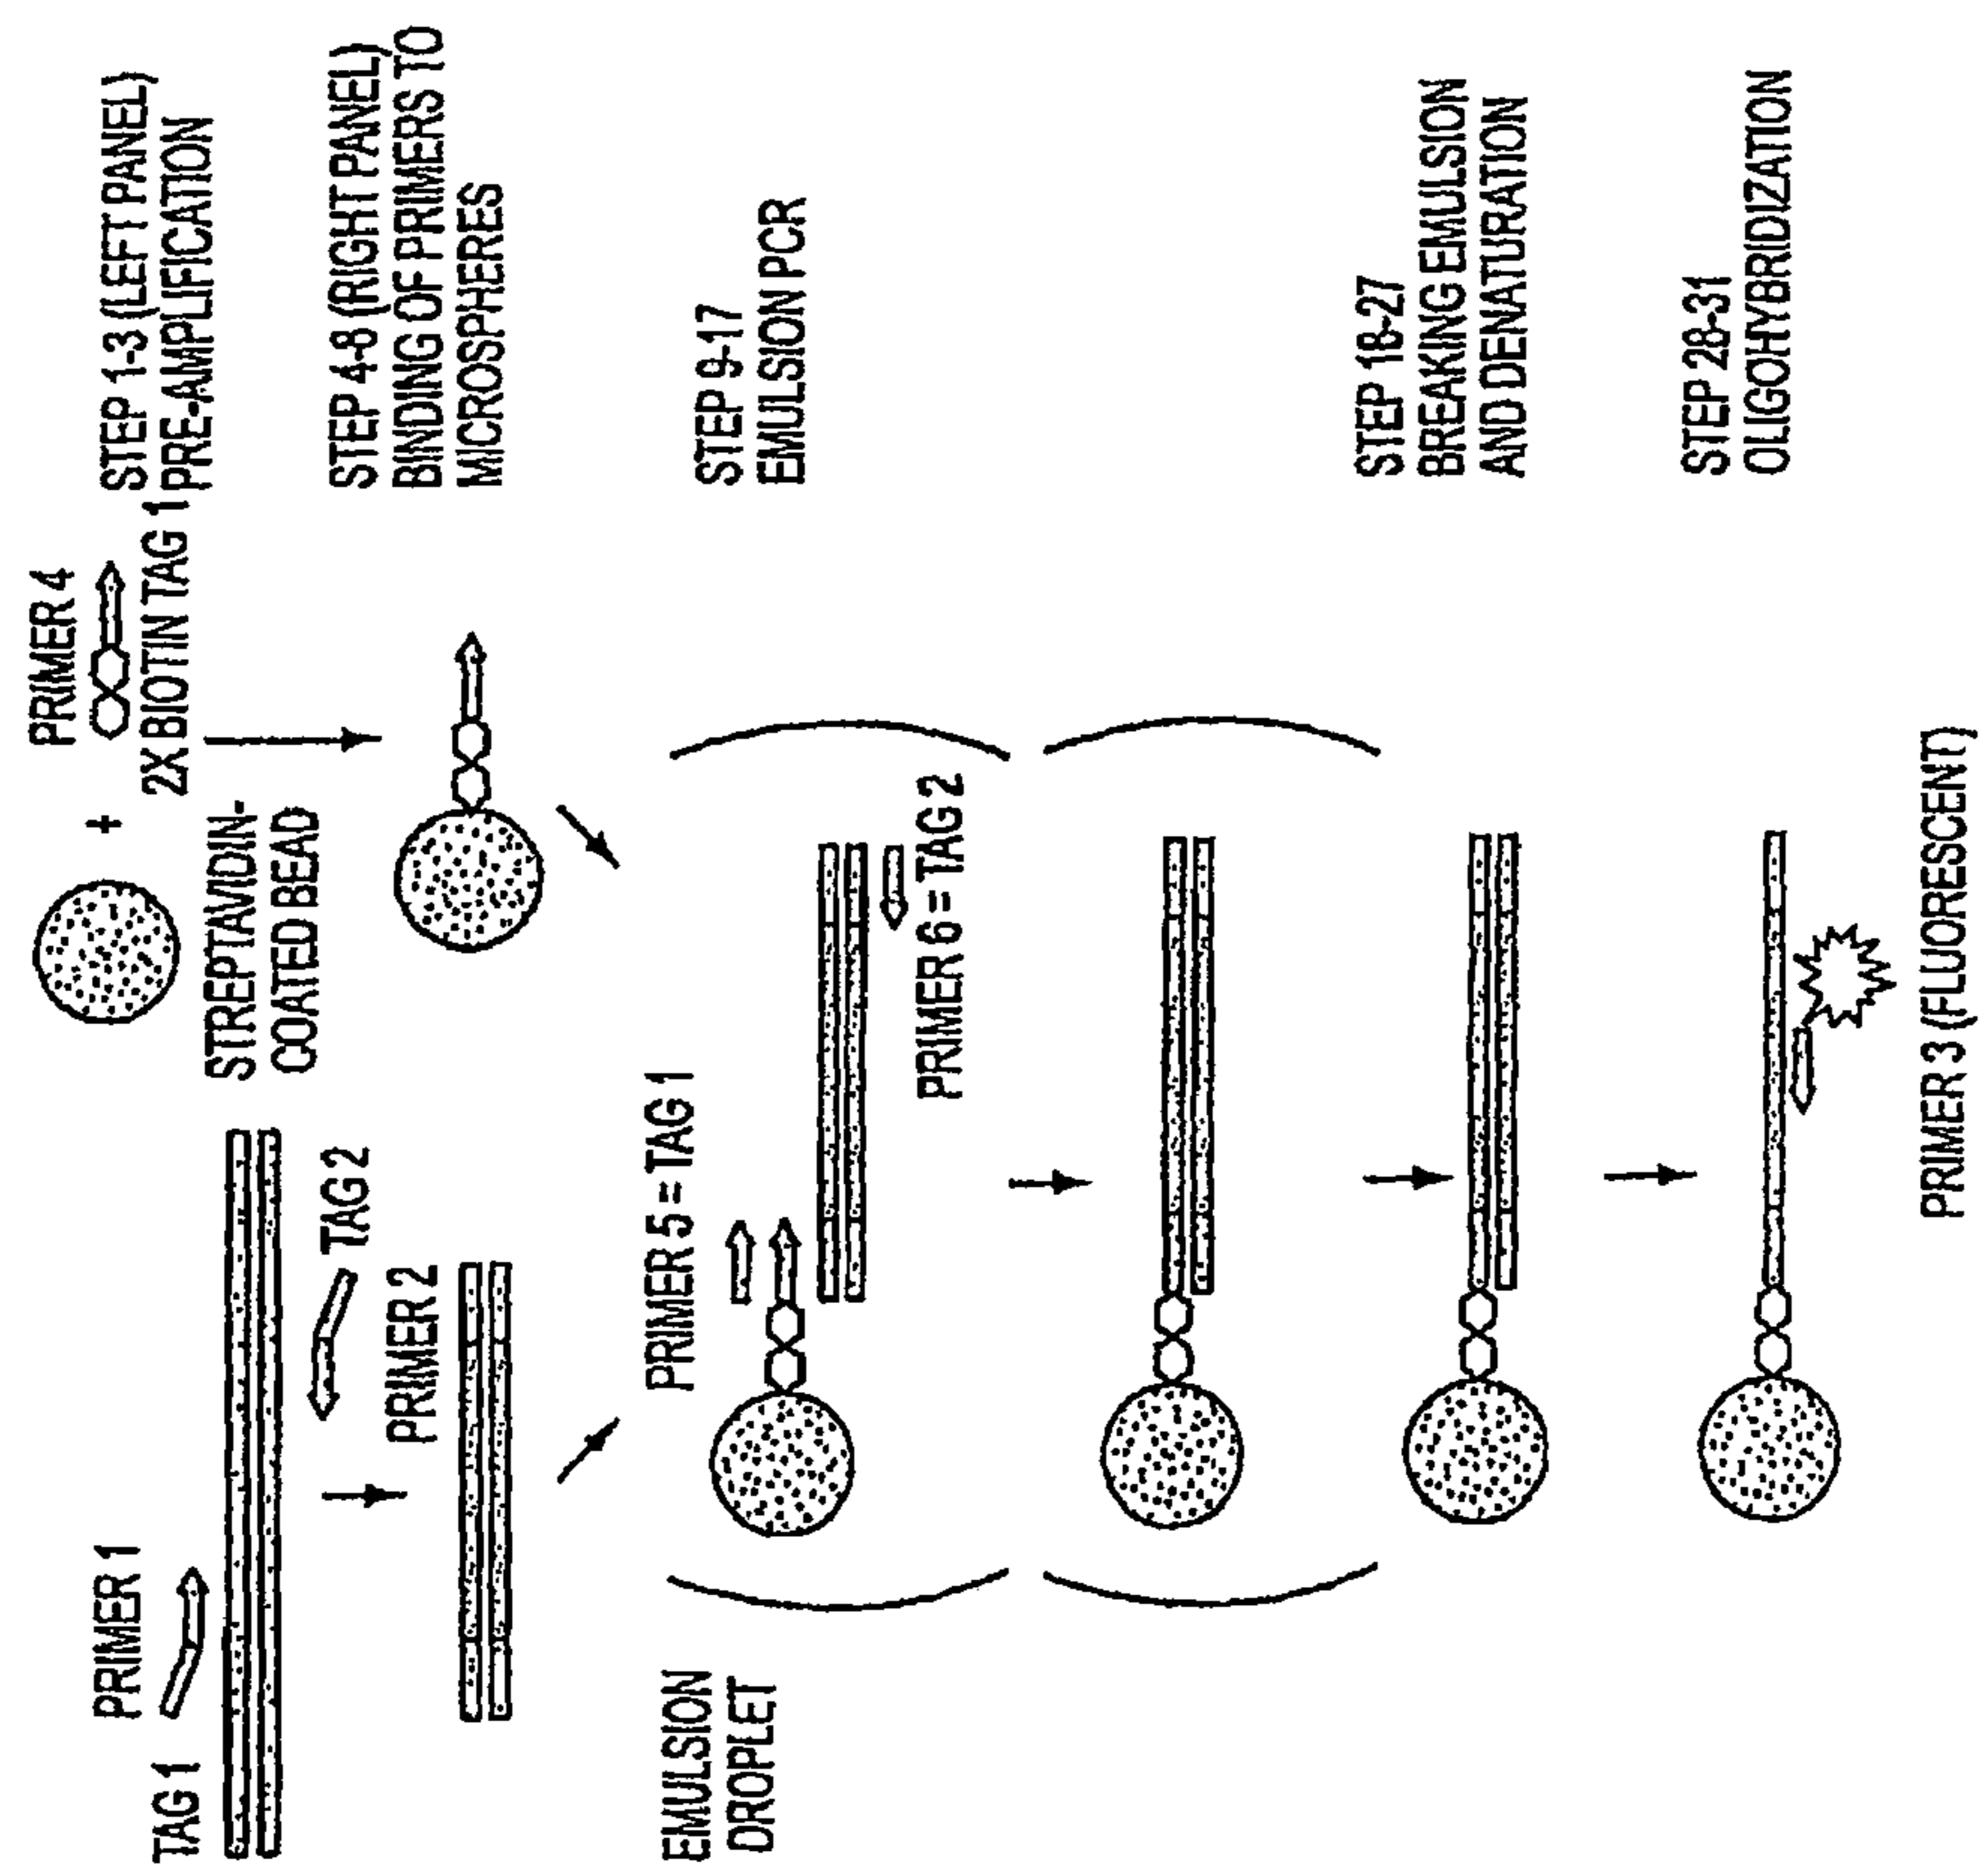 TAG 1
PRIMER 1
TAG 2
PRIMER 2
STREPTAVIDIN-
COATED BEAD
+
PRIMER 4
2X BIOTIN TAG 1
STEP 1-3 (LEFT PANEL)
PRE-AMPLIFICATION
STEP 4-8 (RIGHT PANEL)
BINDING OF PRIMERS TO
MICROSPHERES
EMULSION
DROPLET
PRIMER 5 = TAG 1
PRIMER 6 = TAG 2
STEP 9-17
EMULSION PCR
STEP 18-27
BREAKING EMULSION
AND DENATURATION
STEP 28-31
OLIGOHYBRIDIZATION
PRIMER 3 (FLUORESCENT)